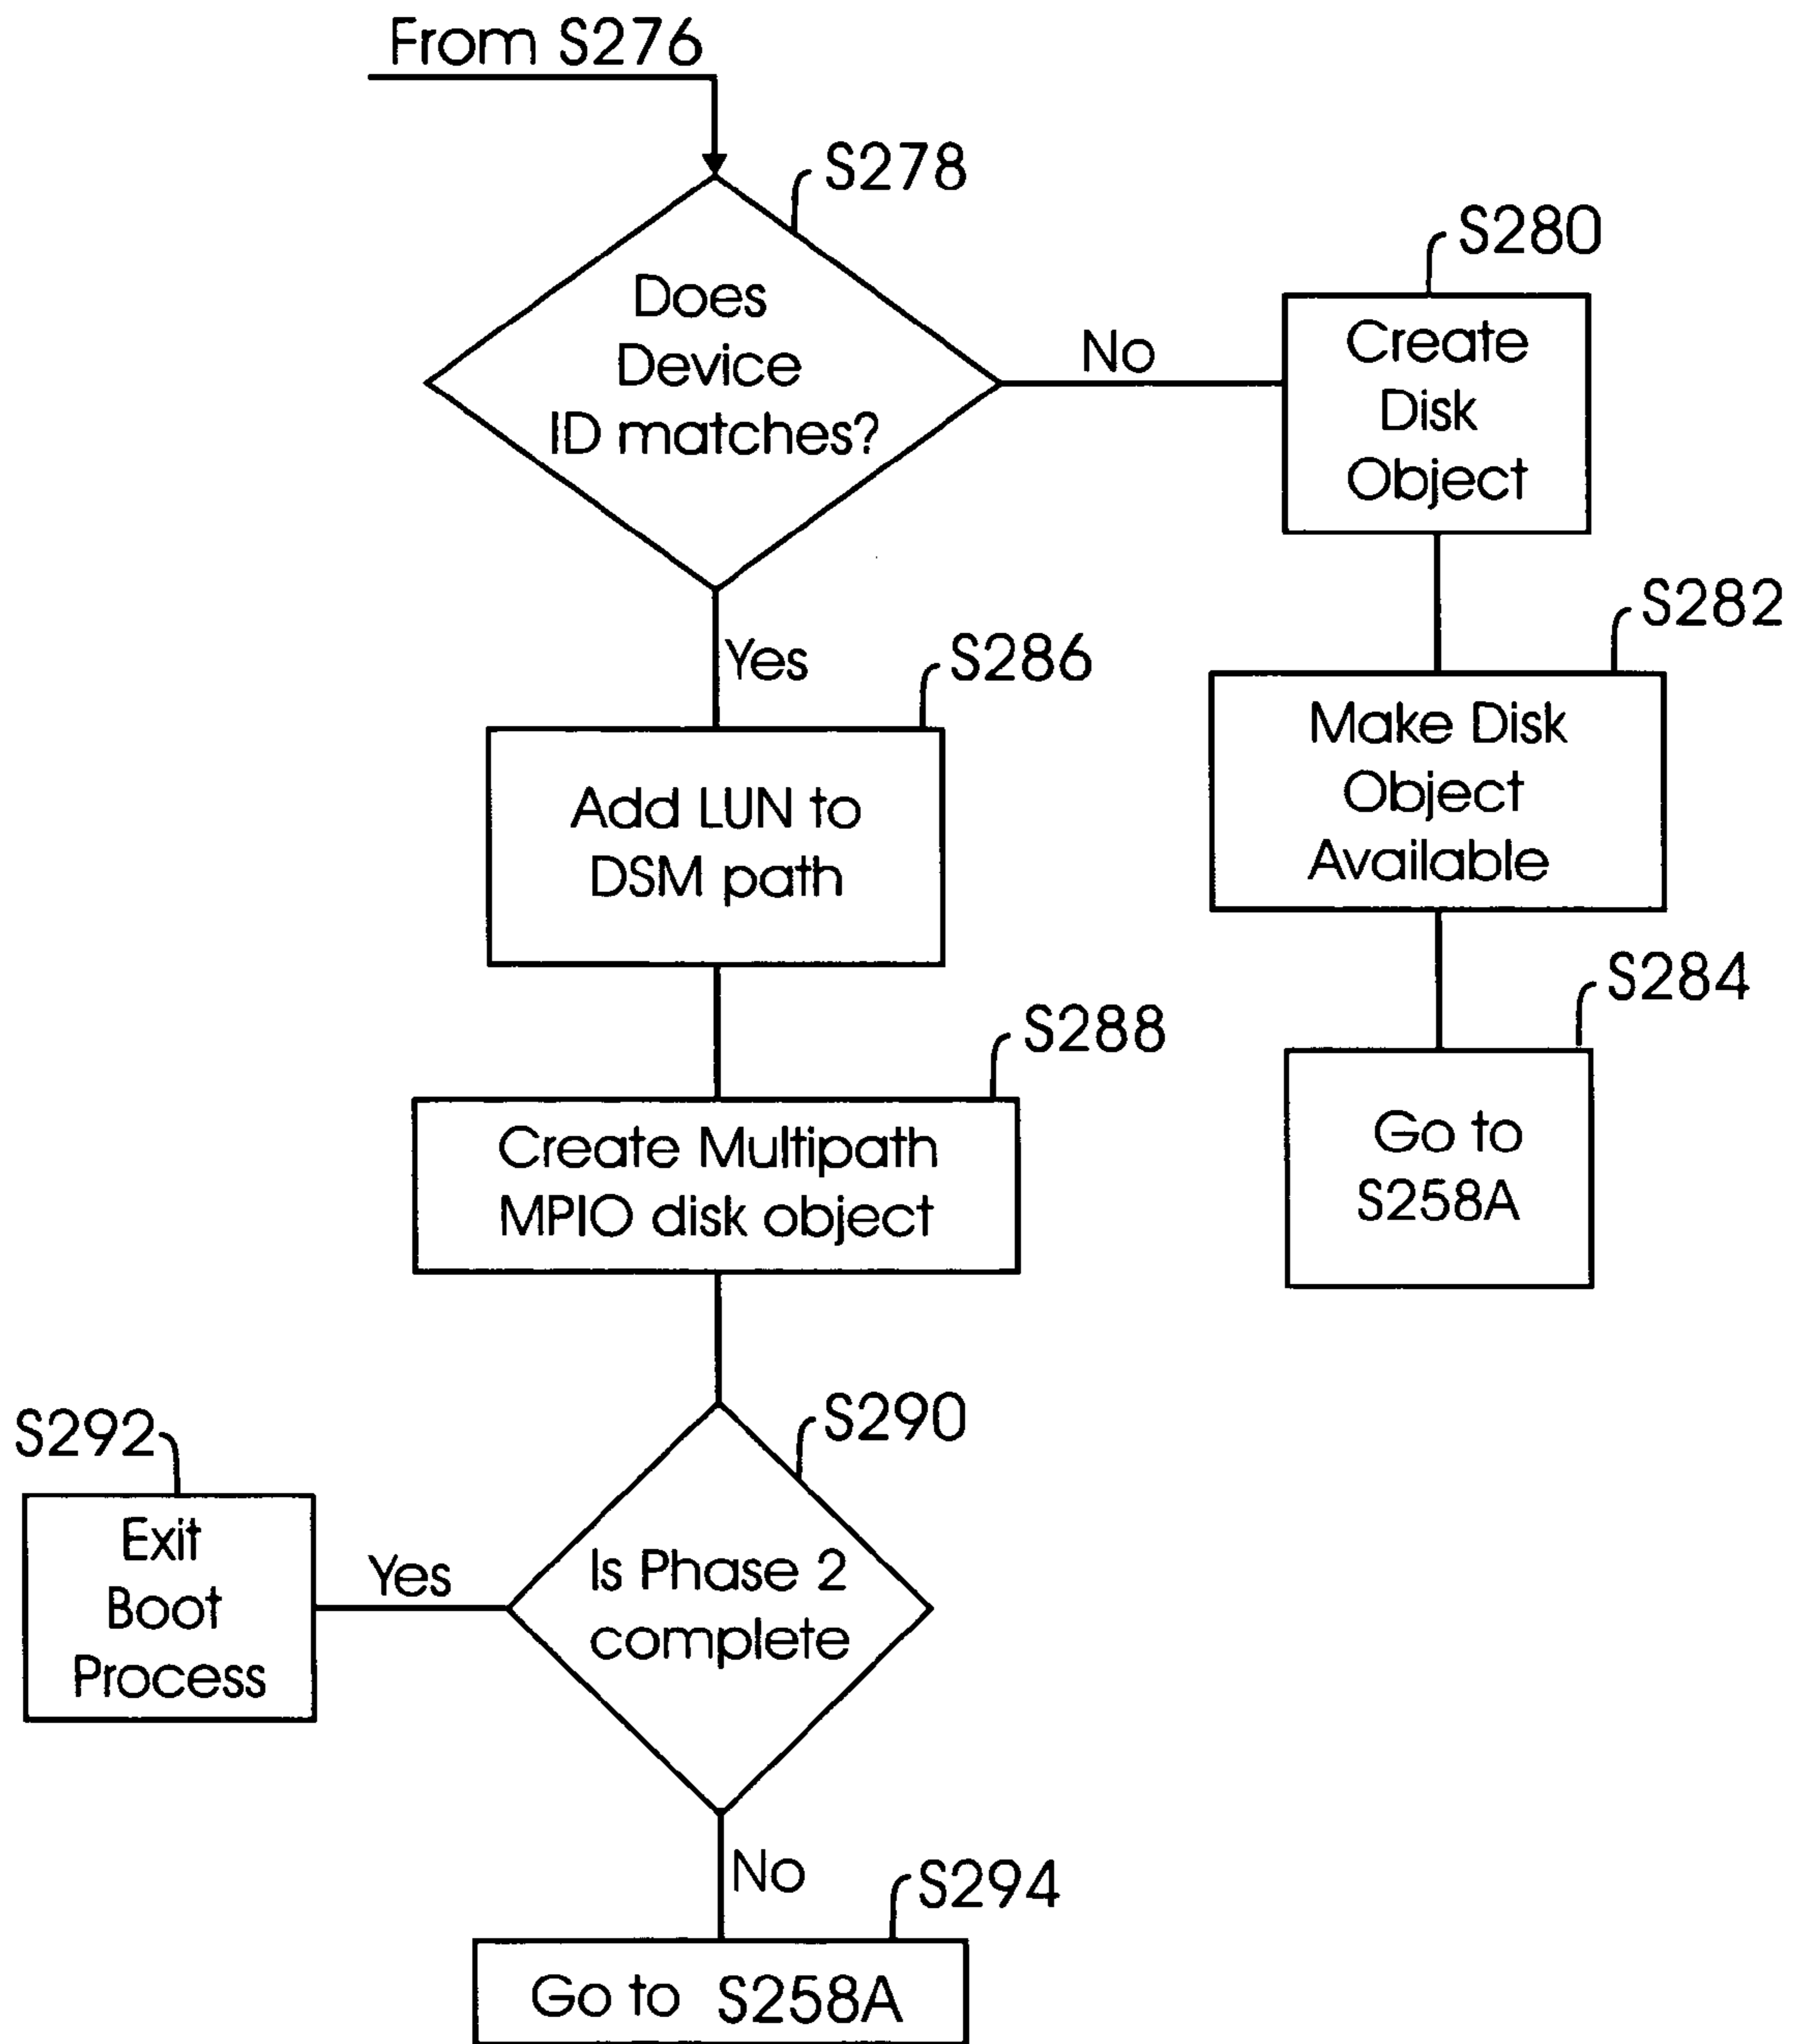 From S276
S278
Does
Device
ID matches?
No
S280
Create
Disk
Object
S282
Make Disk
Object
Available
S284
Go to
S258A
Yes
S286
Add LUN to
DSM path
S288
Create Multipath
MPIO disk object
S290
Is Phase 2
complete
Yes
S292
Exit
Boot
Process
No
S294
Go to S258A